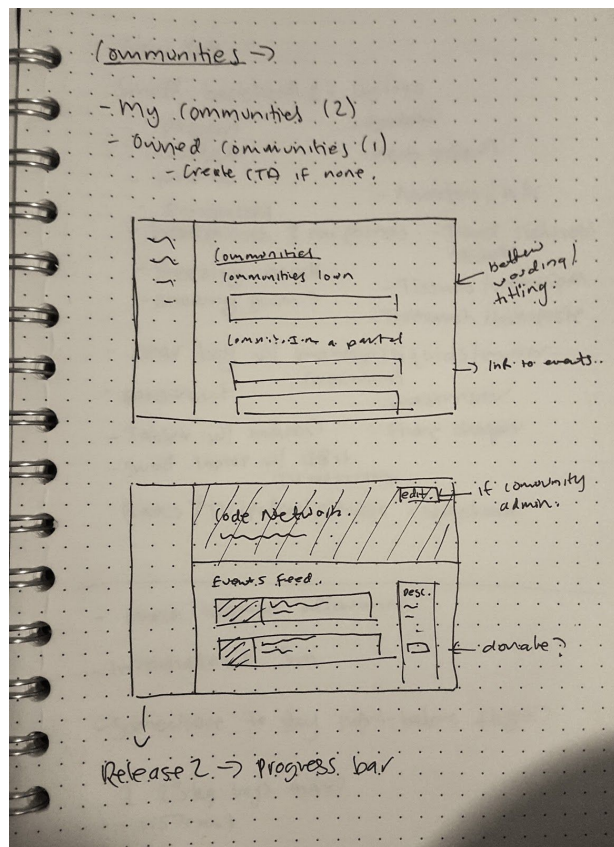 Communities →
- My Communities (2)
- Owned Communities (1)
- Create CTA if none.
Communities
Communities I own
Communities I'm a part of
← better wording / titling.
→ link to events.
Code Network.
edit.
← if community admin.
Events Feed.
Desc.
← donate?
↓
Release 2 → Progress bar